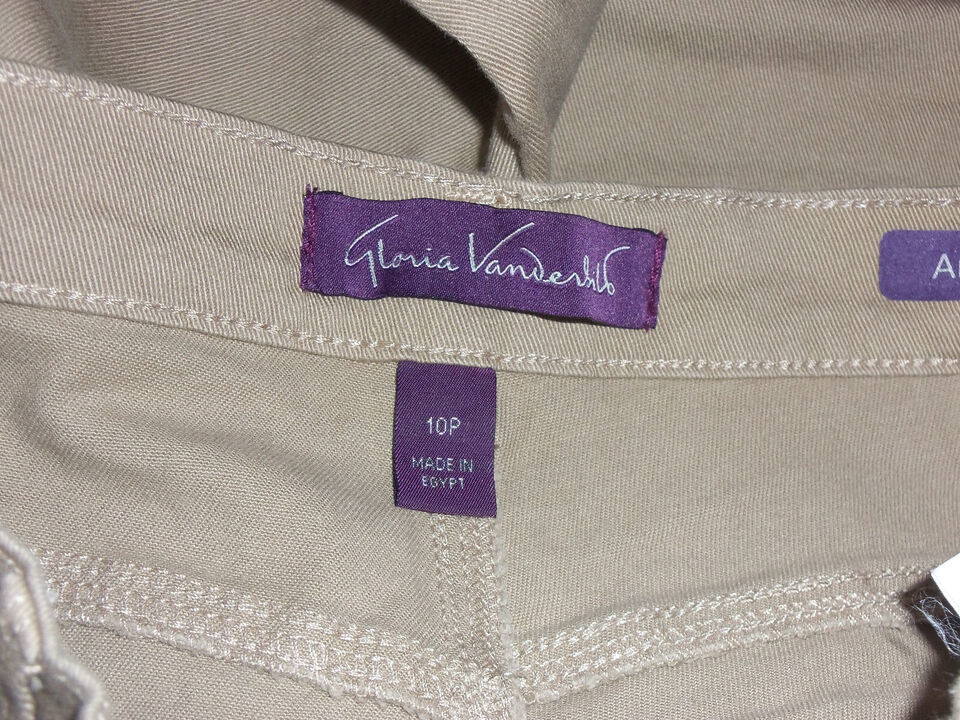 Gloria Vanderbilt
10P
MADE IN
EGYPT